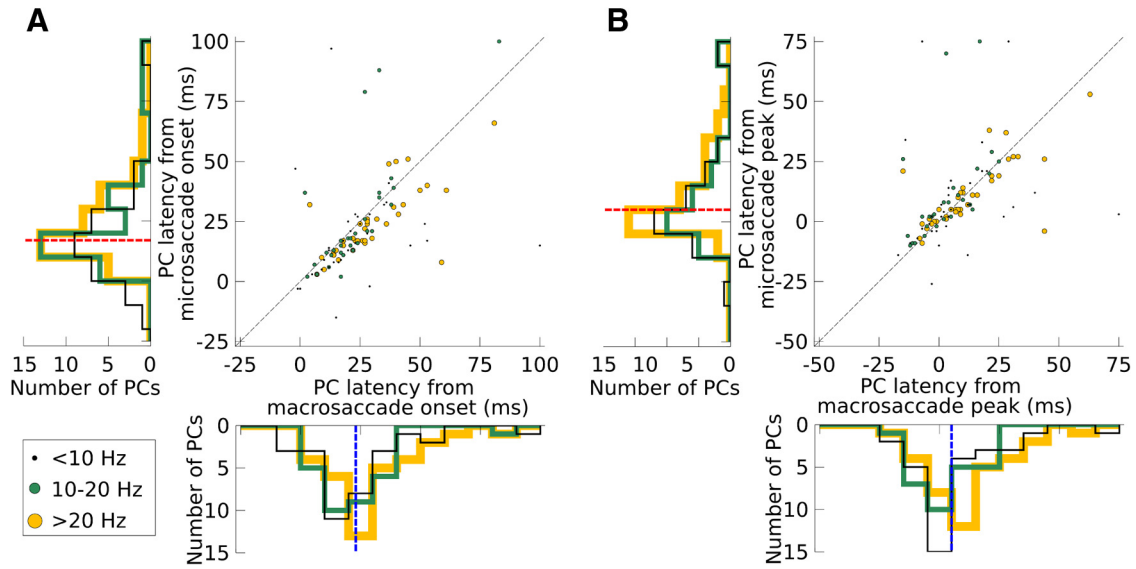 A
B
100
75
50
25
0
-25
PC latency from
microsaccade onset (ms)
15 10 5 0
Number of PCs
-25 0 25 50 75 100
PC latency from
macrosaccade onset (ms)
0
5
10
15
Number of PCs
75
50
25
0
-25
-50
PC latency from
microsaccade peak (ms)
15 10 5 0
Number of PCs
-50 -25 0 25 50 75
PC latency from
macrosaccade peak (ms)
0
5
10
15
Number of PCs
<10 Hz
10-20 Hz
>20 Hz